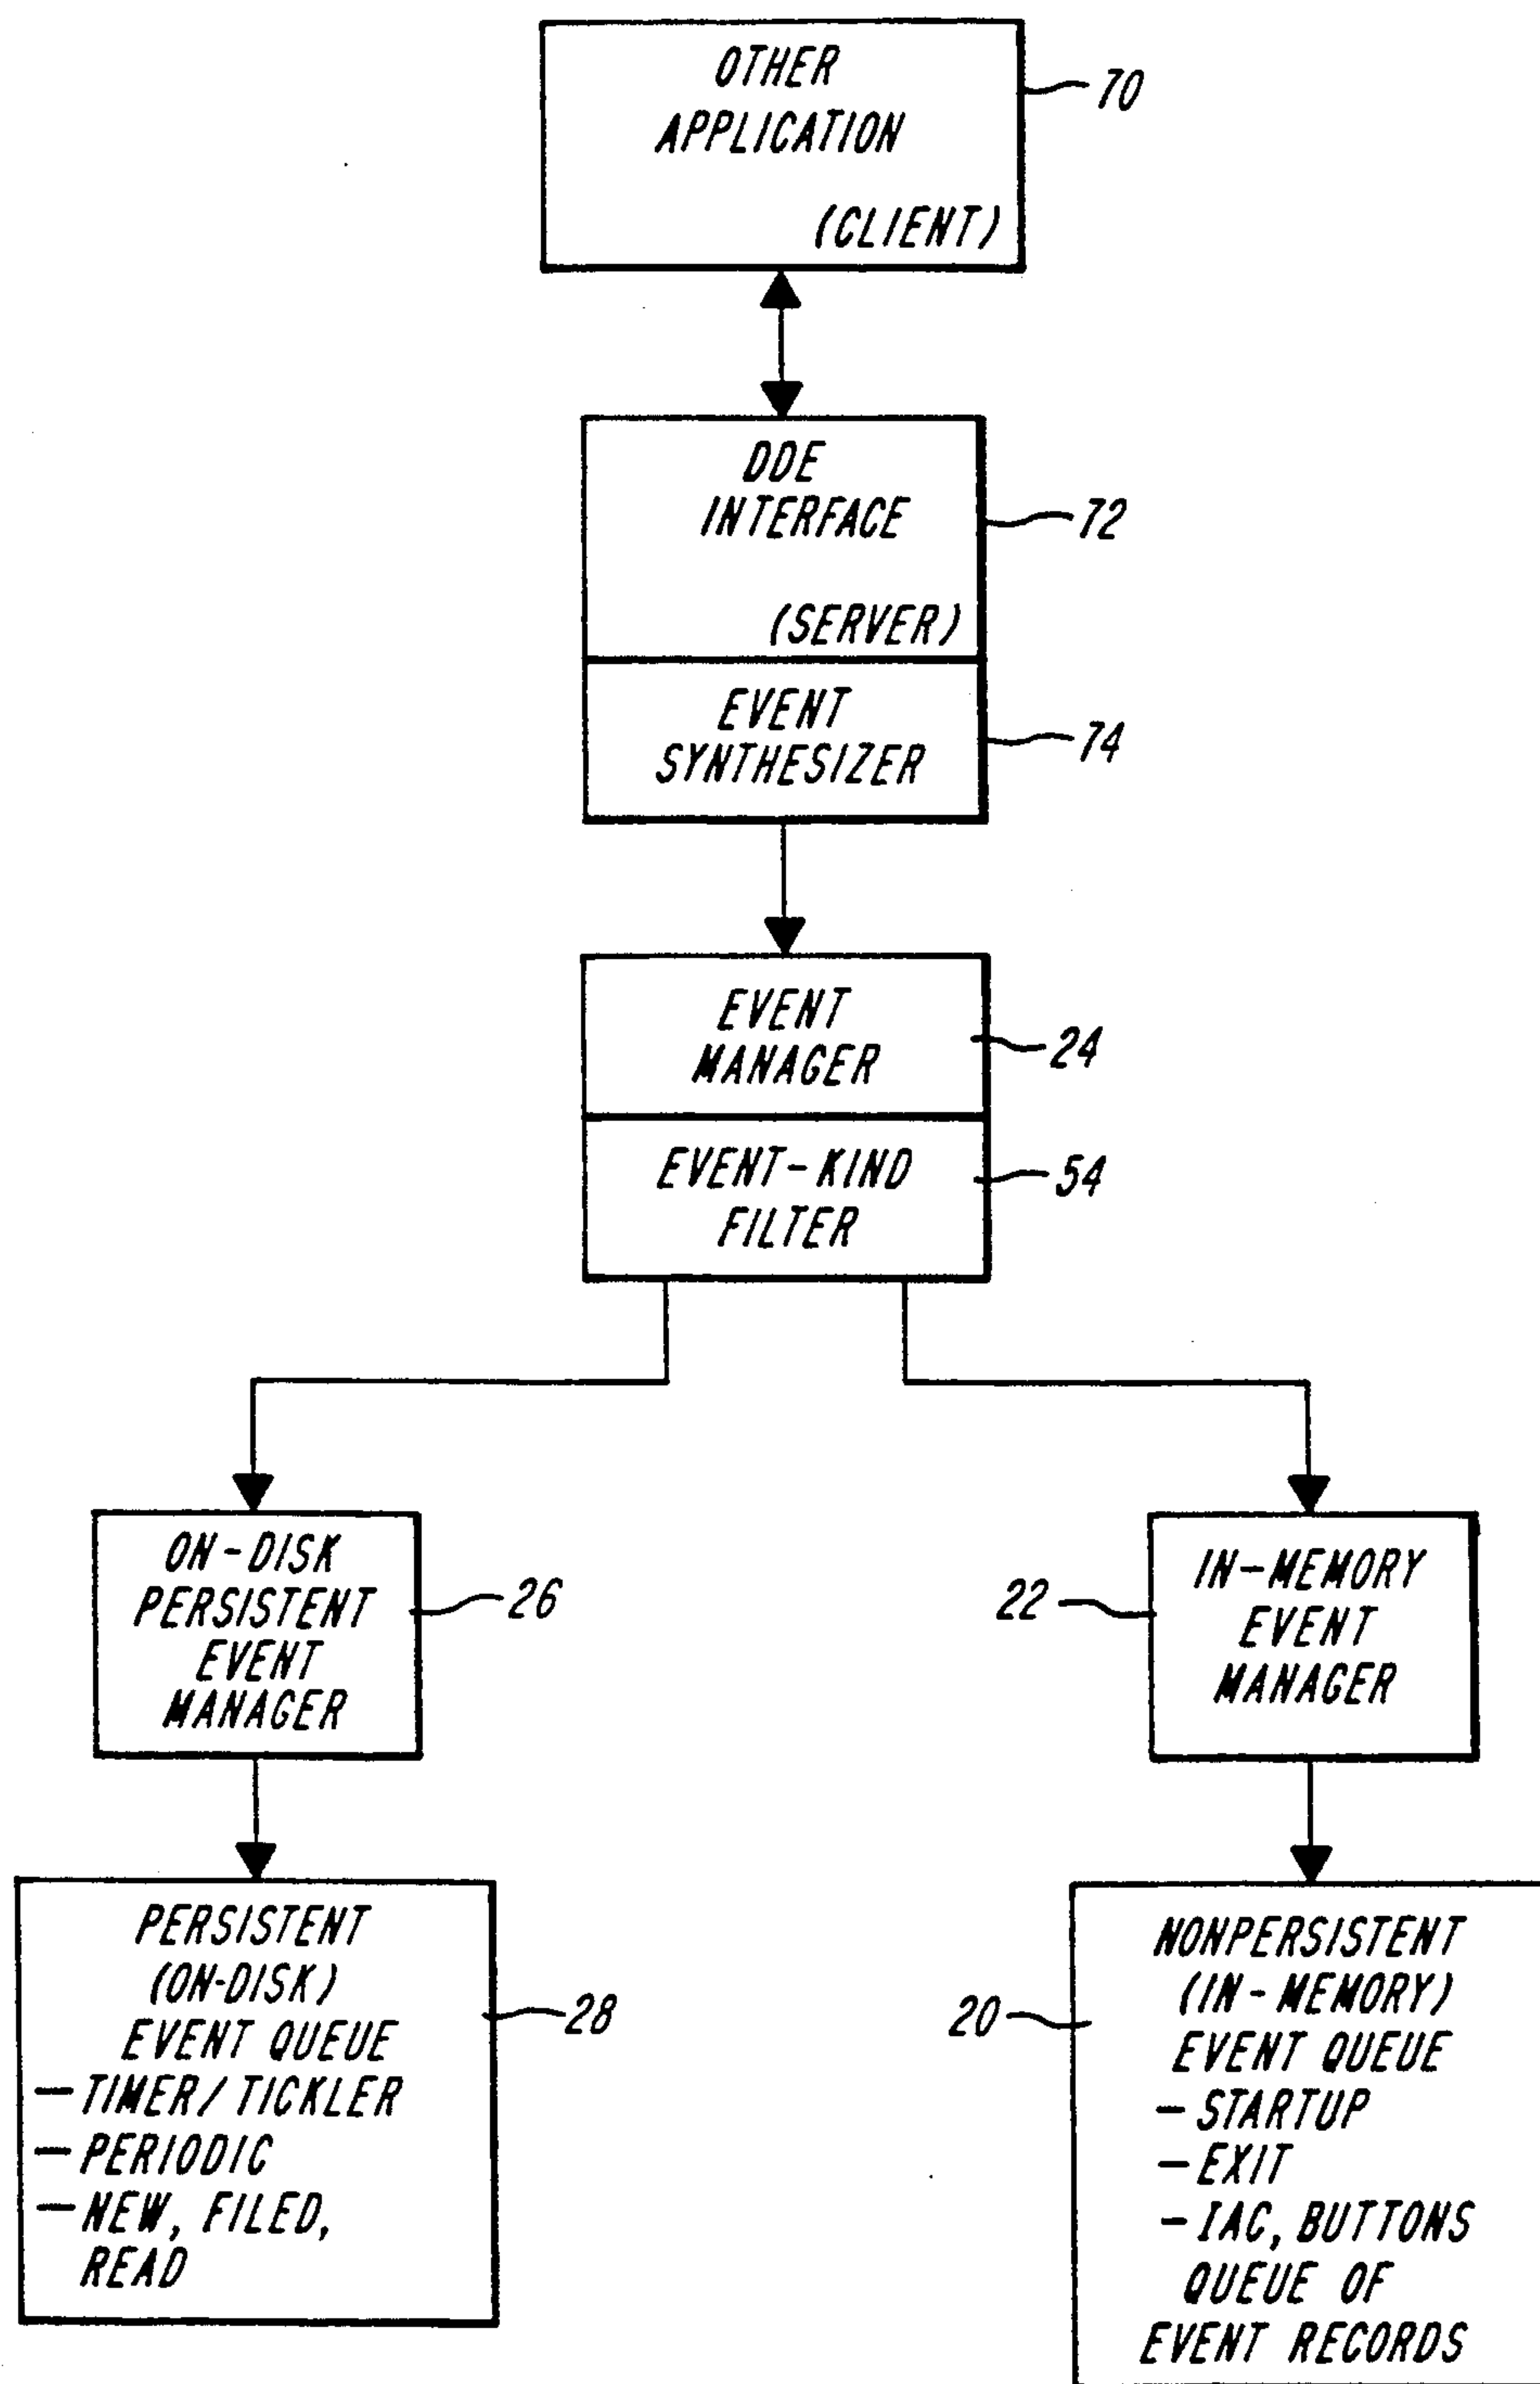 OTHER
APPLICATION
(CLIENT)
70
DDE
INTERFACE
(SERVER)
72
EVENT
SYNTHESIZER
74
EVENT
MANAGER
24
EVENT-KIND
FILTER
54
ON-DISK
PERSISTENT
EVENT
MANAGER
26
22
IN-MEMORY
EVENT
MANAGER
PERSISTENT
(ON-DISK)
EVENT QUEUE
-TIMER/TICKLER
-PERIODIC
-NEW, FILED,
READ
28
20
NONPERSISTENT
(IN-MEMORY)
EVENT QUEUE
-STARTUP
-EXIT
-IAC, BUTTONS
QUEUE OF
EVENT RECORDS